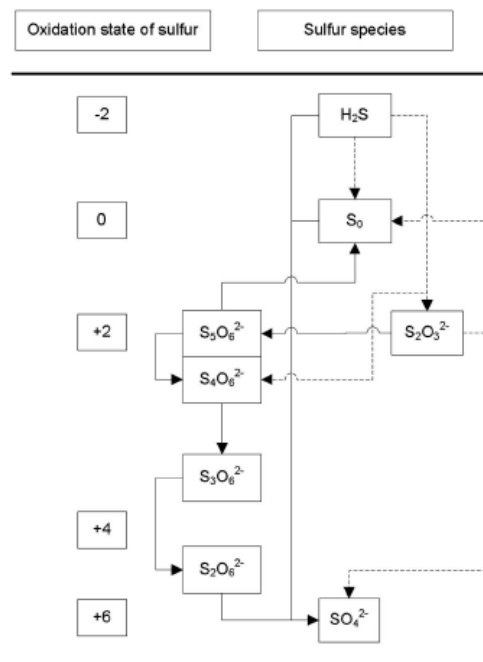 Oxidation state of sulfur Sulfur species
-2 H₂S
0 S₀
+2 S₅O₆²⁻ S₂O₃²⁻
S₄O₆²⁻
S₃O₆²⁻
+4
S₂O₆²⁻
+6 SO₄²⁻